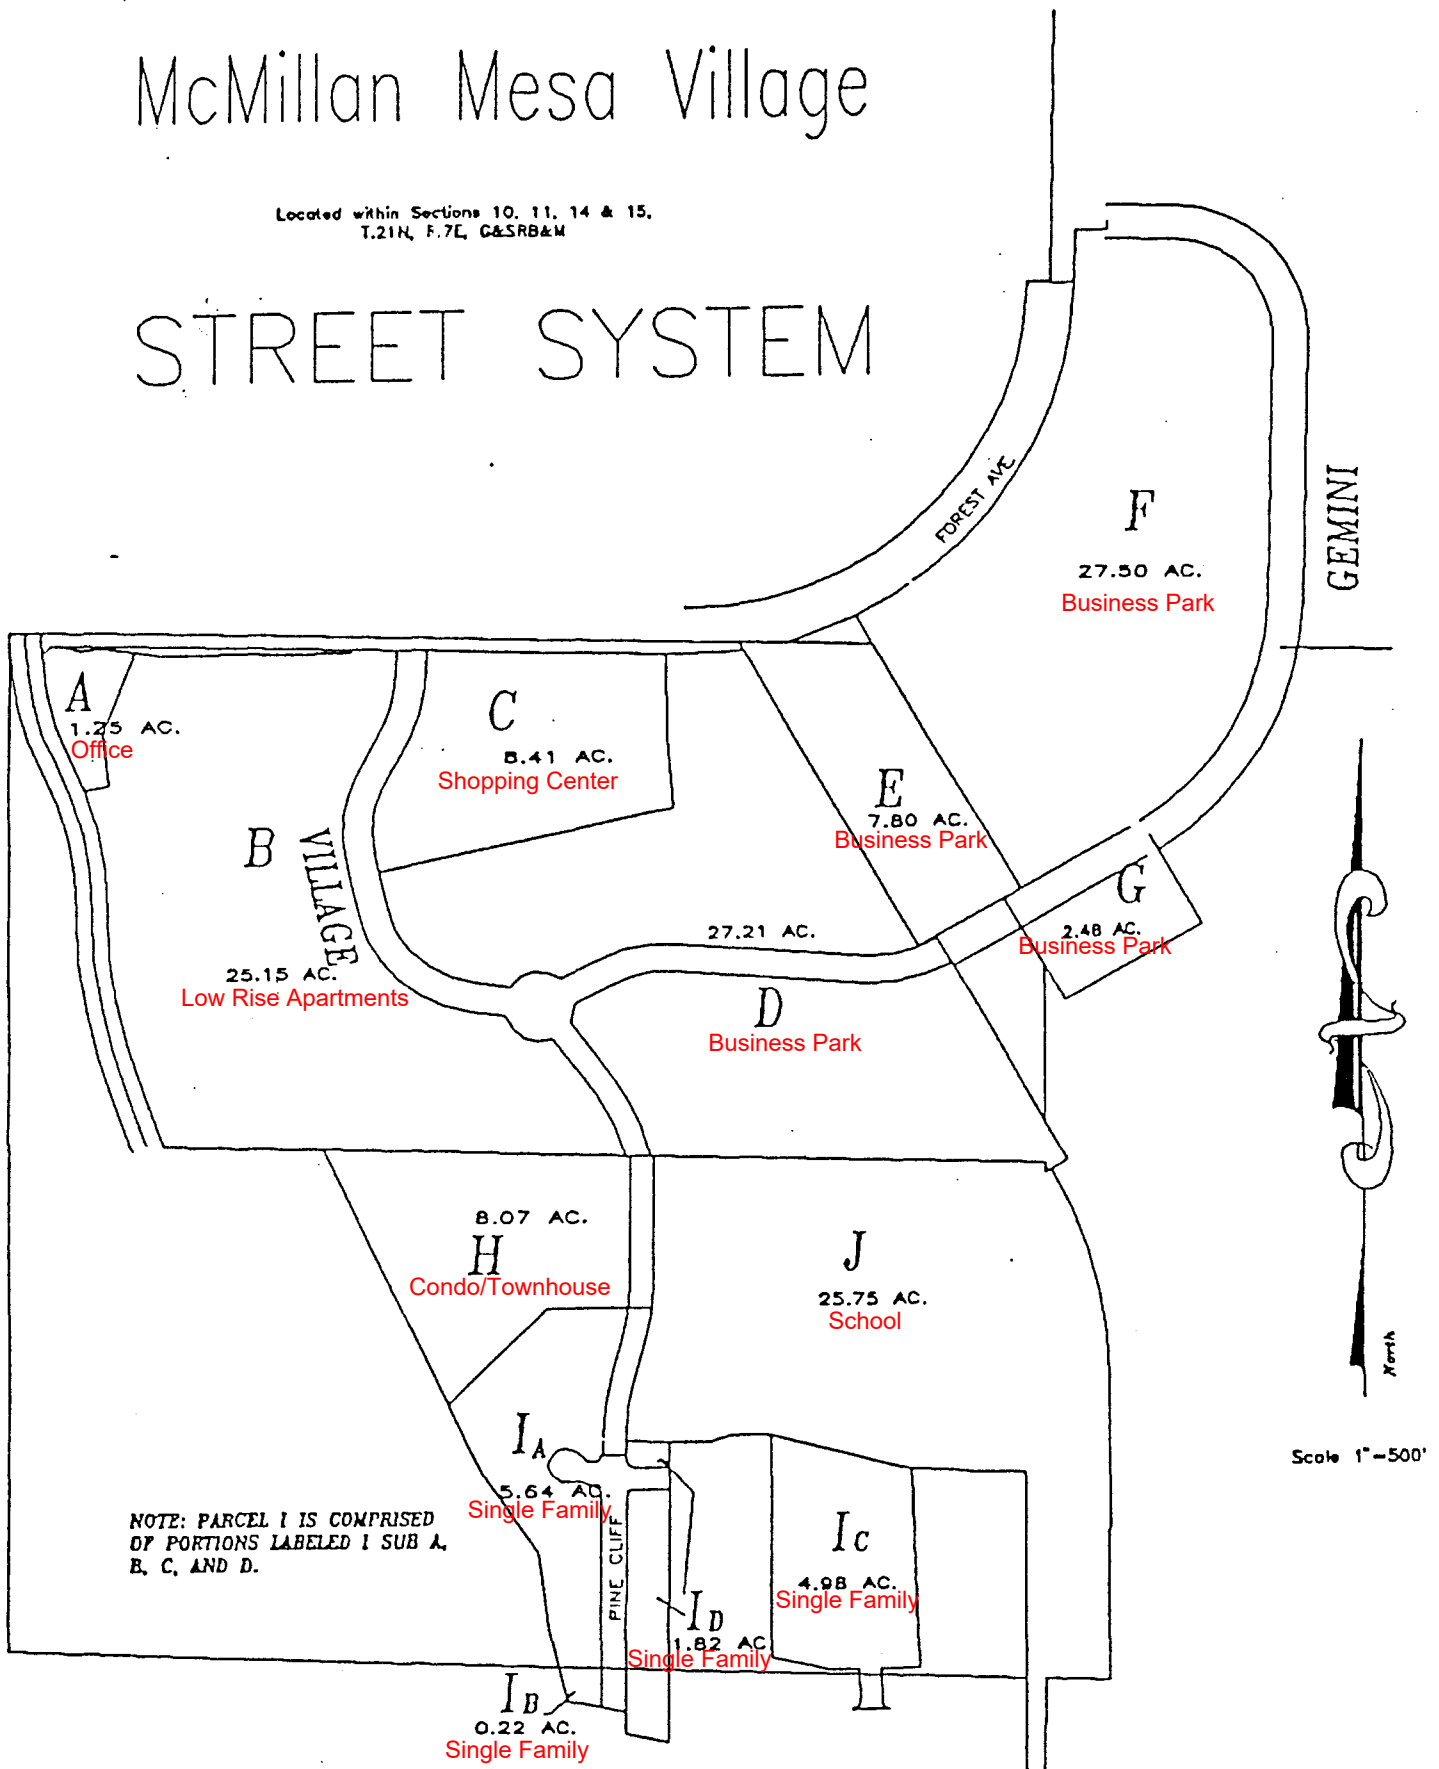 McMillan Mesa Village
Located within Sections 10, 11, 14 & 15,
T.21N, R.7E, G&SRB&M
STREET SYSTEM
FOREST AVE.
F
27.50 AC.
Business Park
GEMINI
A
1.25 AC.
Office
C
8.41 AC.
Shopping Center
E
7.80 AC.
Business Park
B
VILLAGE
25.15 AC.
Low Rise Apartments
G
2.48 AC.
Business Park
27.21 AC.
D
Business Park
8.07 AC.
H
Condo/Townhouse
J
25.75 AC.
School
North
Scale 1"=500'
IA
5.64 AC.
Single Family
NOTE: PARCEL I IS COMPRISED
OF PORTIONS LABELED I SUB A,
B, C, AND D.
PINE CLIFF
IC
4.98 AC.
Single Family
ID
1.82 AC
Single Family
IB
0.22 AC.
Single Family